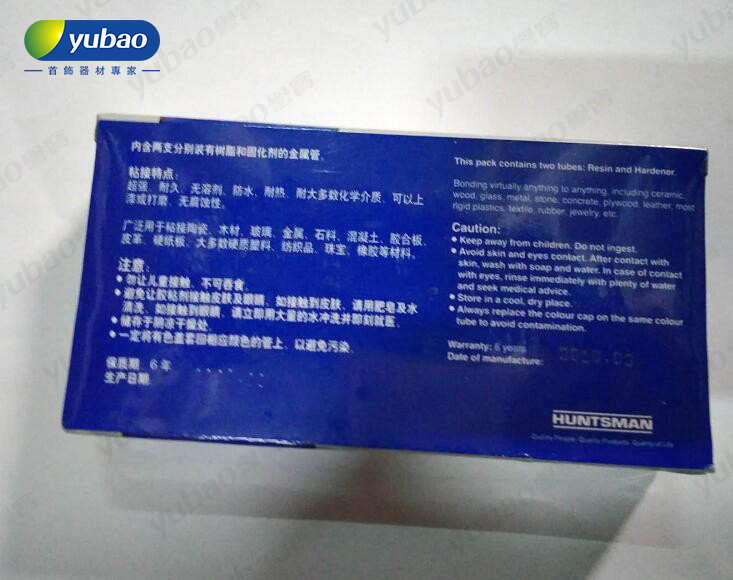 yubao
首飾器材專家
内含两支分别装有树脂和固化剂的金属管。
粘接特点：
超强、耐久、无溶剂、防水、耐热、耐大多数化学介质、可以上
漆或打磨、无腐蚀性。
广泛用于粘接陶瓷、木材、玻璃、金属、石料、混凝土、胶合板、
皮革、硬纸板、大多数硬质塑料、纺织品、珠宝、橡胶等材料。
注意：
● 勿让儿童接触，不可吞食。
● 避免让胶粘剂接触皮肤及眼睛，如接触到皮肤，请用肥皂及水
清洗，如接触到眼睛，请立即用大量的水冲洗并即刻就医。
● 储存于阴凉干燥处。
● 一定将有色盖套回相应颜色的管上，以避免污染。
保质期：6年
生产日期：
This pack contains two tubes: Resin and Hardener.
Bonding virtually anything to anything, including ceramic,
wood, glass, metal, stone, concrete, plywood, leather, most
rigid plastics, textile, rubber, jewelry, etc.
Caution:
● Keep away from children. Do not ingest.
● Avoid skin and eyes contact. After contact with
skin, wash with soap and water. In case of contact
with eyes, rinse immediately with plenty of water
and seek medical advice.
● Store in a cool, dry place.
● Always replace the colour cap on the same colour
tube to avoid contamination.
Warranty: 6 years
Date of manufacture:
HUNTSMAN
Quality People. Quality Products. Quality of Life
yubao譽寶